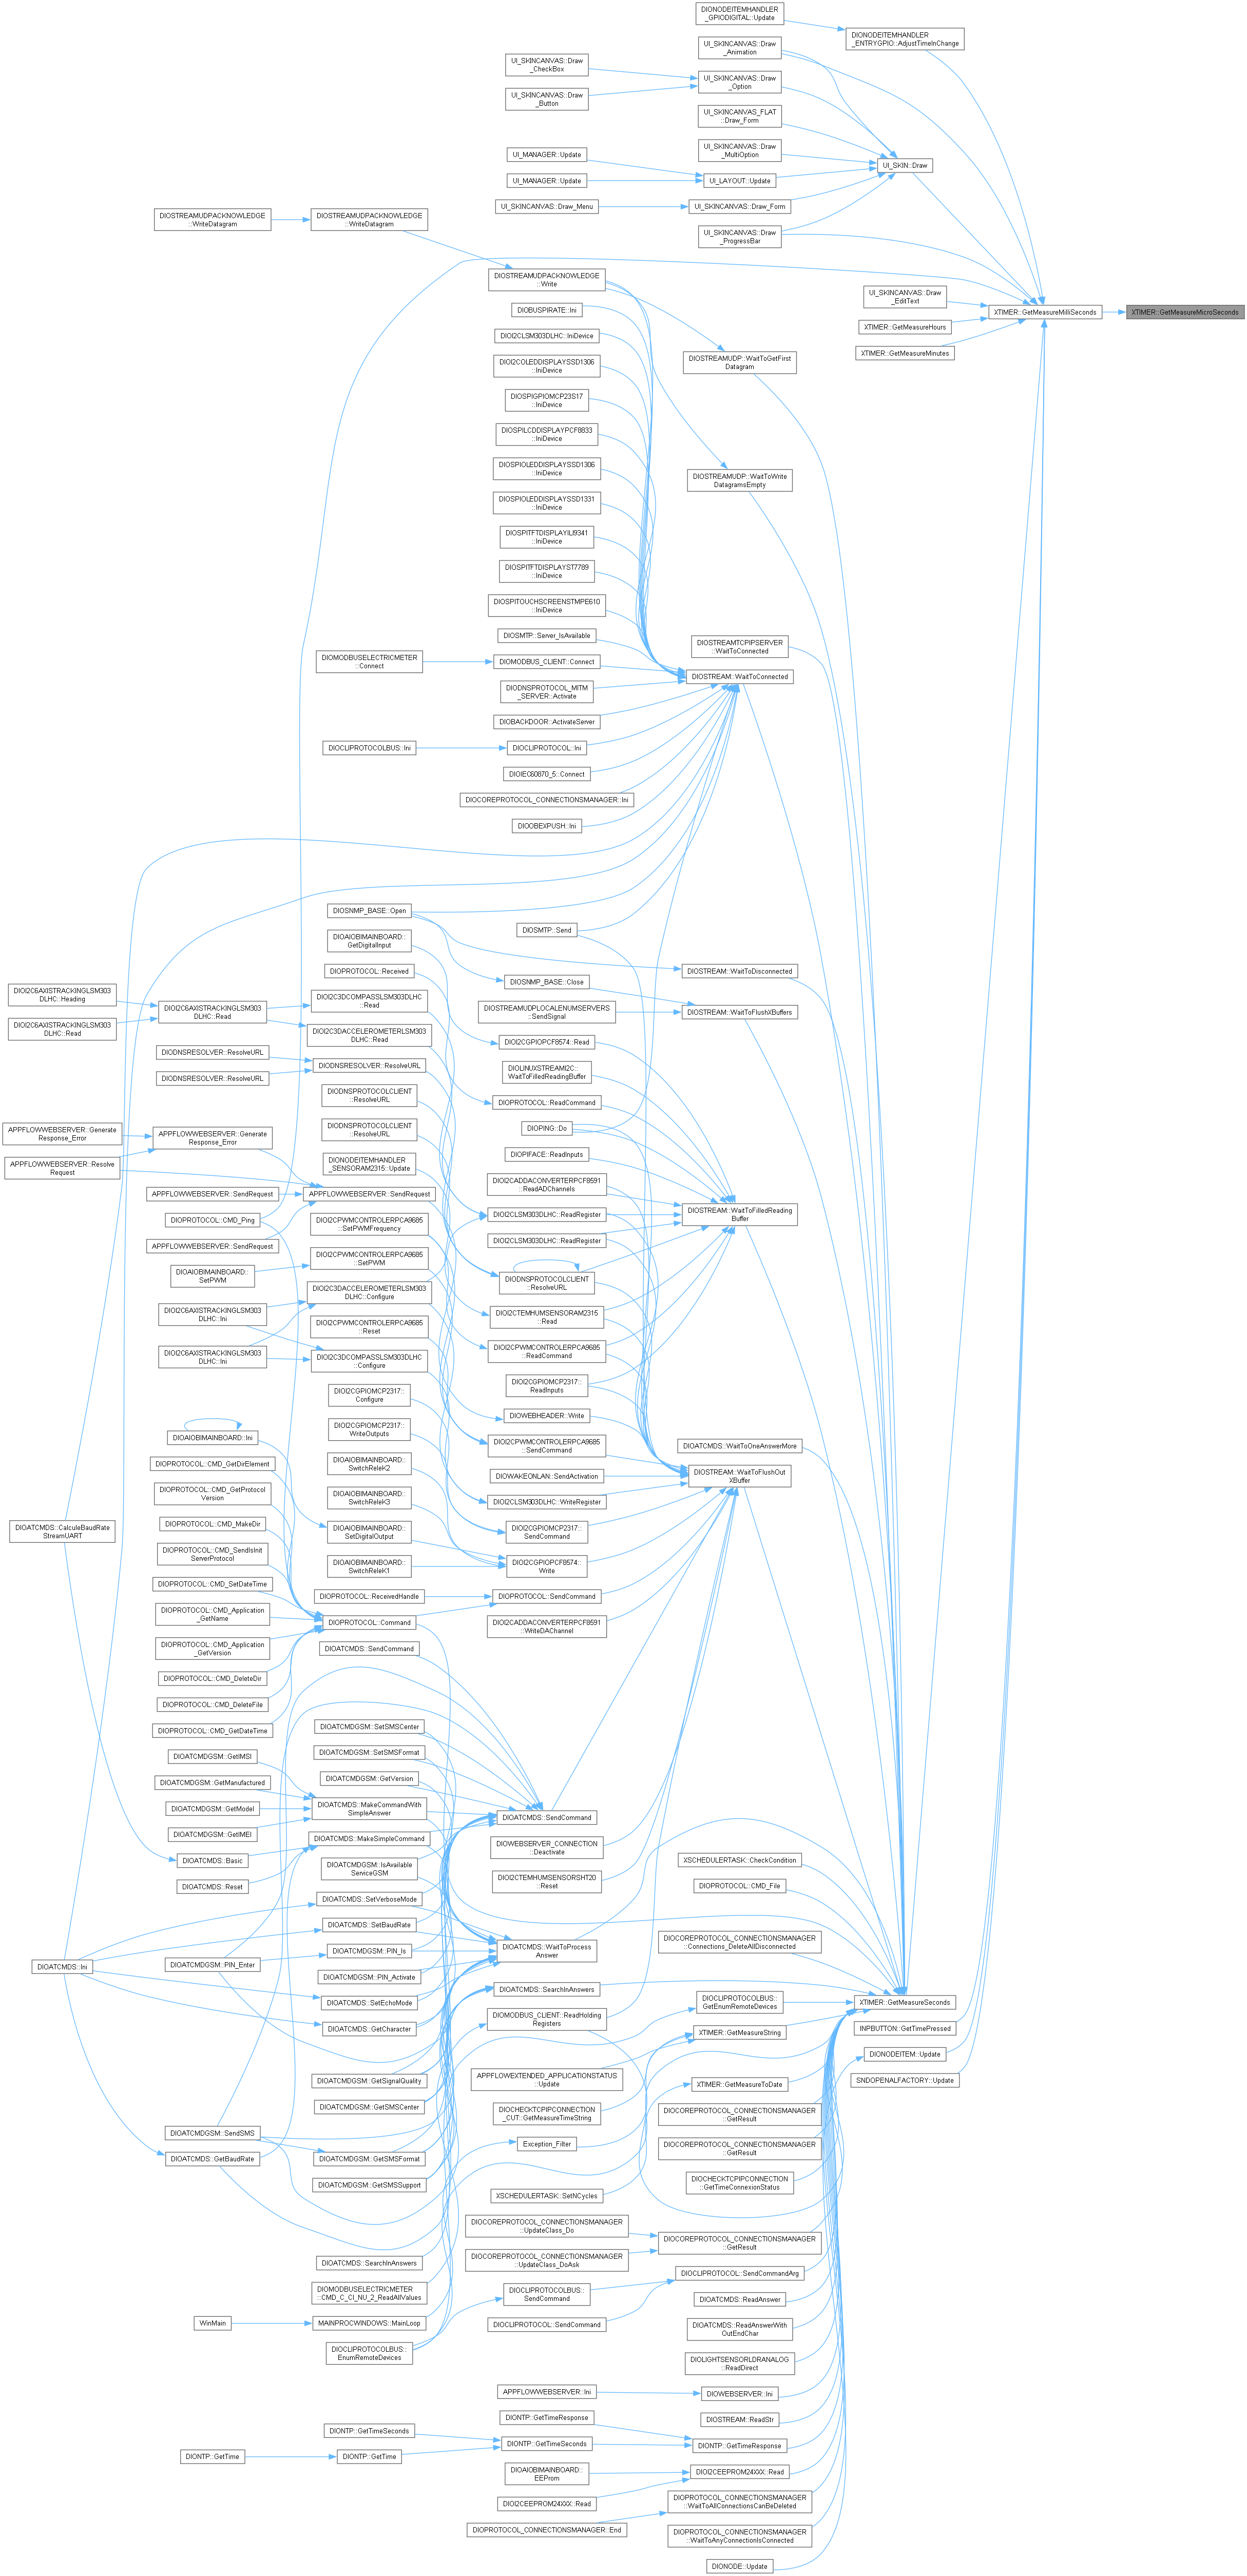 DIONODEITEMHANDLER
_GPIODIGITAL::Update
DIONODEITEMHANDLER
_ENTRYGPIO::AdjustTimeInChange
UI_SKINCANVAS::Draw
_Animation
UI_SKINCANVAS::Draw
_CheckBox
UI_SKINCANVAS::Draw
_Option
UI_SKINCANVAS::Draw
_Button
UI_SKINCANVAS_FLAT
::Draw_Form
UI_SKINCANVAS::Draw
_MultiOption
UI_MANAGER::Update
UI_SKIN::Draw
UI_MANAGER::Update
UI_LAYOUT::Update
UI_SKINCANVAS::Draw_Menu
UI_SKINCANVAS::Draw_Form
DIOSTREAMUDPACKNOWLEDGE
::WriteDatagram
DIOSTREAMUDPACKNOWLEDGE
::WriteDatagram
UI_SKINCANVAS::Draw
_ProgressBar
DIOSTREAMUDPACKNOWLEDGE
::Write
UI_SKINCANVAS::Draw
_EditText
DIOBUSPIRATE::Ini
XTIMER::GetMeasureMilliSeconds
XTIMER::GetMeasureMicroSeconds
XTIMER::GetMeasureHours
DIOI2CLSM303DLHC::IniDevice
XTIMER::GetMeasureMinutes
DIOI2COLEDDISPLAYSSD1306
::IniDevice
DIOSTREAMUDP::WaitToGetFirst
Datagram
DIOSPIGPIOMCP23S17
::IniDevice
DIOSPILCDDISPLAYPCF8833
::IniDevice
DIOSPIOLEDDISPLAYSSD1306
::IniDevice
DIOSTREAMUDP::WaitToWrite
DatagramsEmpty
DIOSPIOLEDDISPLAYSSD1331
::IniDevice
DIOSPITFTDISPLAYILI9341
::IniDevice
DIOSPITFTDISPLAYST7789
::IniDevice
DIOSPITOUCHSCREENSTMPE610
::IniDevice
DIOSMTP::Server_IsAvailable
DIOSTREAMTCPIPSERVER
::WaitToConnected
DIOMODBUSELECTRICMETER
::Connect
DIOMODBUS_CLIENT::Connect
DIOSTREAM::WaitToConnected
DIODNSPROTOCOL_MITM
_SERVER::Activate
DIOBACKDOOR::ActivateServer
DIOCLIPROTOCOLBUS::Ini
DIOCLIPROTOCOL::Ini
DIOIEC60870_5::Connect
DIOCOREPROTOCOL_CONNECTIONSMANAGER::Ini
DIOOBEXPUSH::Ini
DIOSNMP_BASE::Open
DIOSMTP::Send
DIOAIOBIMAINBOARD::
GetDigitalInput
DIOPROTOCOL::Received
DIOSTREAM::WaitToDisconnected
DIOSNMP_BASE::Close
DIOI2C6AXISTRACKINGLSM303
DLHC::Heading
DIOI2C6AXISTRACKINGLSM303
DLHC::Read
DIOI2C3DCOMPASSLSM303DLHC
::Read
DIOSTREAMUDPLOCALENUMSERVERS
::SendSignal
DIOSTREAM::WaitToFlushXBuffers
DIOI2C6AXISTRACKINGLSM303
DLHC::Read
DIOI2C3DACCELEROMETERLSM303
DLHC::Read
DIOI2CGPIOPCF8574::Read
DIODNSRESOLVER::ResolveURL
DIODNSRESOLVER::ResolveURL
DIOLINUXSTREAMI2C::
WaitToFilledReadingBuffer
DIODNSRESOLVER::ResolveURL
DIODNSPROTOCOLCLIENT
::ResolveURL
DIOPROTOCOL::ReadCommand
APPFLOWWEBSERVER::Generate
Response_Error
APPFLOWWEBSERVER::Generate
Response_Error
DIODNSPROTOCOLCLIENT
::ResolveURL
DIOPING::Do
APPFLOWWEBSERVER::Resolve
Request
DIONODEITEMHANDLER
_SENSORAM2315::Update
DIOPIFACE::ReadInputs
APPFLOWWEBSERVER::SendRequest
APPFLOWWEBSERVER::SendRequest
DIOI2CADDACONVERTERPCF8591
::ReadADChannels
DIOPROTOCOL::CMD_Ping
DIOI2CPWMCONTROLERPCA9685
::SetPWMFrequency
DIOI2CLSM303DLHC::ReadRegister
DIOSTREAM::WaitToFilledReading
Buffer
APPFLOWWEBSERVER::SendRequest
DIOI2CPWMCONTROLERPCA9685
::SetPWM
DIOI2CLSM303DLHC::ReadRegister
DIOAIOBIMAINBOARD::
SetPWM
DIOI2C3DACCELEROMETERLSM303
DLHC::Configure
DIODNSPROTOCOLCLIENT
::ResolveURL
DIOI2C6AXISTRACKINGLSM303
DLHC::Ini
DIOI2CPWMCONTROLERPCA9685
::Reset
DIOI2CTEMHUMSENSORAM2315
::Read
DIOI2C6AXISTRACKINGLSM303
DLHC::Ini
DIOI2C3DCOMPASSLSM303DLHC
::Configure
DIOI2CPWMCONTROLERPCA9685
::ReadCommand
DIOI2CGPIOMCP2317::
Configure
DIOI2CGPIOMCP2317::
ReadInputs
DIOI2CGPIOMCP2317::
WriteOutputs
DIOWEBHEADER::Write
DIOAIOBIMAINBOARD::Ini
DIOI2CPWMCONTROLERPCA9685
::SendCommand
DIOATCMDS::WaitToOneAnswerMore
DIOPROTOCOL::CMD_GetDirElement
DIOAIOBIMAINBOARD::
SwitchReleK2
DIOWAKEONLAN::SendActivation
DIOSTREAM::WaitToFlushOut
XBuffer
DIOPROTOCOL::CMD_GetProtocol
Version
DIOAIOBIMAINBOARD::
SwitchReleK3
DIOI2CLSM303DLHC::WriteRegister
DIOATCMDS::CalculeBaudRate
StreamUART
DIOPROTOCOL::CMD_MakeDir
DIOAIOBIMAINBOARD::
SetDigitalOutput
DIOI2CGPIOMCP2317::
SendCommand
DIOPROTOCOL::CMD_SendIsInit
ServerProtocol
DIOAIOBIMAINBOARD::
SwitchReleK1
DIOI2CGPIOPCF8574::
Write
DIOPROTOCOL::CMD_SetDateTime
DIOPROTOCOL::ReceivedHandle
DIOPROTOCOL::SendCommand
DIOPROTOCOL::CMD_Application
_GetName
DIOPROTOCOL::Command
DIOI2CADDACONVERTERPCF8591
::WriteDAChannel
DIOPROTOCOL::CMD_Application
_GetVersion
DIOATCMDS::SendCommand
DIOPROTOCOL::CMD_DeleteDir
DIOPROTOCOL::CMD_DeleteFile
DIOPROTOCOL::CMD_GetDateTime
DIOATCMDGSM::SetSMSCenter
DIOATCMDGSM::GetIMSI
DIOATCMDGSM::SetSMSFormat
DIOATCMDGSM::GetManufactured
DIOATCMDGSM::GetVersion
DIOATCMDGSM::GetModel
DIOATCMDS::MakeCommandWith
SimpleAnswer
DIOATCMDS::SendCommand
DIOATCMDGSM::GetIMEI
DIOATCMDS::MakeSimpleCommand
DIOWEBSERVER_CONNECTION
::Deactivate
DIOATCMDS::Basic
DIOATCMDGSM::IsAvailable
ServiceGSM
XSCHEDULERTASK::CheckCondition
DIOATCMDS::Reset
DIOI2CTEMHUMSENSORSHT20
::Reset
DIOPROTOCOL::CMD_File
DIOATCMDS::SetVerboseMode
DIOATCMDS::SetBaudRate
DIOCOREPROTOCOL_CONNECTIONSMANAGER
::Connections_DeleteAllDisconnected
DIOATCMDS::Ini
DIOATCMDGSM::PIN_Enter
DIOATCMDGSM::PIN_Is
DIOATCMDS::WaitToProcess
Answer
DIOATCMDGSM::PIN_Activate
DIOATCMDS::SearchInAnswers
DIOCLIPROTOCOLBUS::
GetEnumRemoteDevices
XTIMER::GetMeasureSeconds
DIOATCMDS::SetEchoMode
DIOMODBUS_CLIENT::ReadHolding
Registers
XTIMER::GetMeasureString
INPBUTTON::GetTimePressed
DIOATCMDS::GetCharacter
DIONODEITEM::Update
DIOATCMDGSM::GetSignalQuality
APPFLOWEXTENDED_APPLICATIONSTATUS
::Update
XTIMER::GetMeasureToDate
SNDOPENALFACTORY::Update
DIOATCMDGSM::GetSMSCenter
DIOCHECKTCPIPCONNECTION
_CUT::GetMeasureTimeString
DIOCOREPROTOCOL_CONNECTIONSMANAGER
::GetResult
DIOATCMDGSM::SendSMS
Exception_Filter
DIOCOREPROTOCOL_CONNECTIONSMANAGER
::GetResult
DIOATCMDS::GetBaudRate
DIOATCMDGSM::GetSMSFormat
DIOCHECKTCPIPCONNECTION
::GetTimeConnexionStatus
DIOATCMDGSM::GetSMSSupport
XSCHEDULERTASK::SetNCycles
DIOCOREPROTOCOL_CONNECTIONSMANAGER
::UpdateClass_Do
DIOCOREPROTOCOL_CONNECTIONSMANAGER
::GetResult
DIOATCMDS::SearchInAnswers
DIOCOREPROTOCOL_CONNECTIONSMANAGER
::UpdateClass_DoAsk
DIOCLIPROTOCOL::SendCommandArg
DIOMODBUSELECTRICMETER
::CMD_C_CI_NU_2_ReadAllValues
DIOCLIPROTOCOLBUS::
SendCommand
DIOATCMDS::ReadAnswer
WinMain
MAINPROCWINDOWS::MainLoop
DIOCLIPROTOCOL::SendCommand
DIOATCMDS::ReadAnswerWith
OutEndChar
DIOCLIPROTOCOLBUS::
EnumRemoteDevices
DIOLIGHTSENSORLDRANALOG
::ReadDirect
APPFLOWWEBSERVER::Ini
DIOWEBSERVER::Ini
DIONTP::GetTimeResponse
DIOSTREAM::ReadStr
DIONTP::GetTimeSeconds
DIONTP::GetTimeSeconds
DIONTP::GetTimeResponse
DIONTP::GetTime
DIONTP::GetTime
DIOAIOBIMAINBOARD::
EEProm
DIOI2CEEPROM24XXX::Read
DIOI2CEEPROM24XXX::Read
DIOPROTOCOL_CONNECTIONSMANAGER
::WaitToAllConnectionsCanBeDeleted
DIOPROTOCOL_CONNECTIONSMANAGER::End
DIOPROTOCOL_CONNECTIONSMANAGER
::WaitToAnyConnectionIsConnected
DIONODE::Update